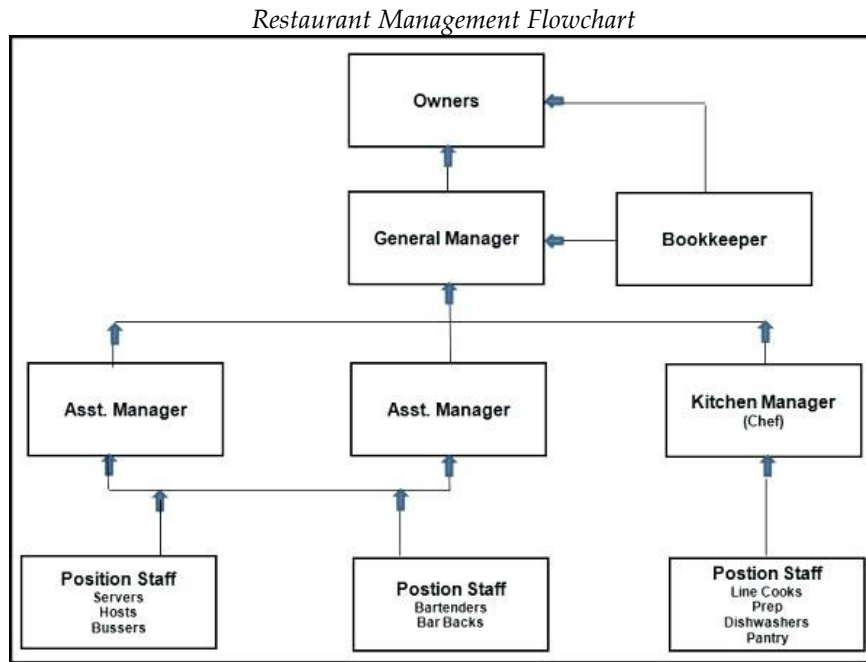 Restaurant Management Flowchart
Owners
General Manager
Bookkeeper
Asst. Manager
Asst. Manager
Kitchen Manager
(Chef)
Position Staff
Servers
Hosts
Bussers
Postion Staff
Bartenders
Bar Backs
Postion Staff
Line Cooks
Prep
Dishwashers
Pantry